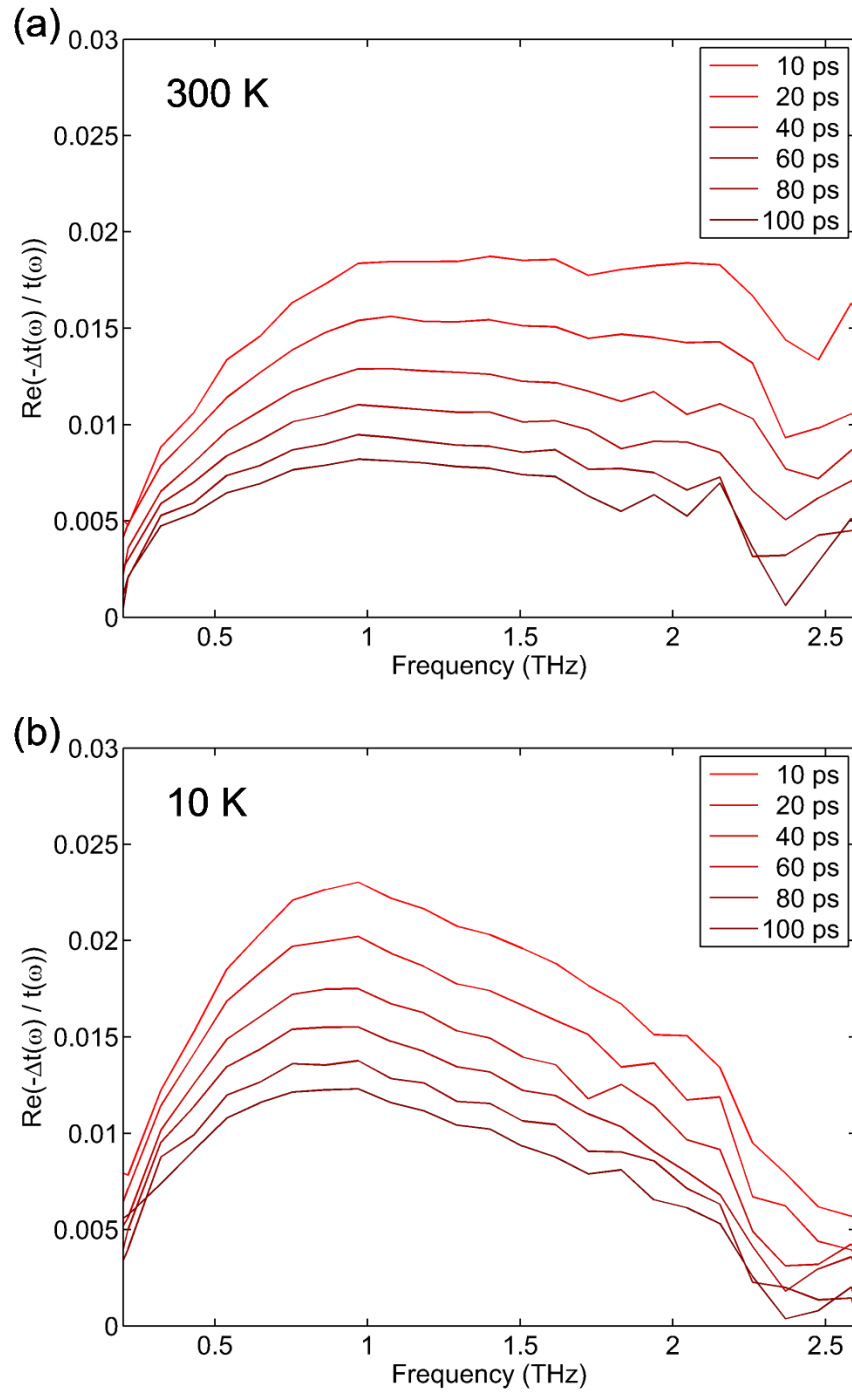 (a)
0.03
0.025
0.02
0.015
0.01
0.005
0
Re(-Δt(ω) / t(ω))
300 K
10 ps
20 ps
40 ps
60 ps
80 ps
100 ps
0.5 1 1.5 2 2.5
Frequency (THz)
(b)
0.03
0.025
0.02
0.015
0.01
0.005
0
Re(-Δt(ω) / t(ω))
10 K
10 ps
20 ps
40 ps
60 ps
80 ps
100 ps
0.5 1 1.5 2 2.5
Frequency (THz)